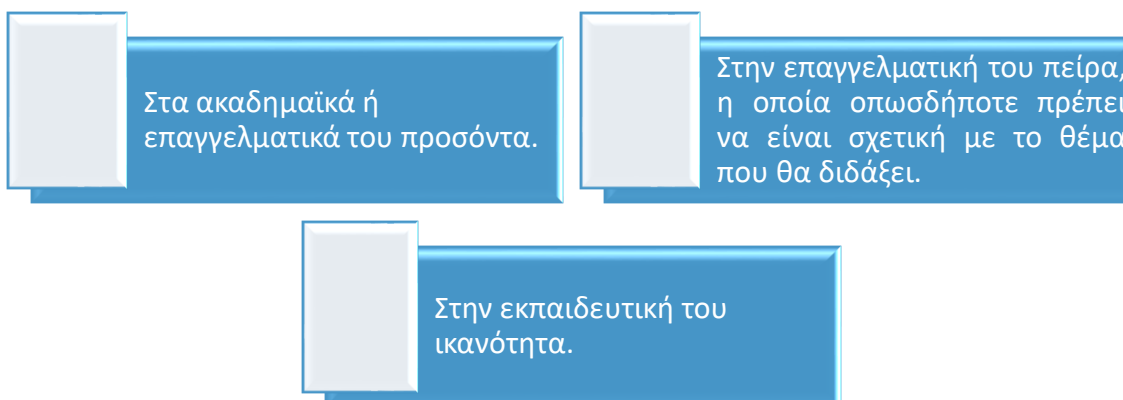 Στα ακαδημαϊκά ή
επαγγελματικά του προσόντα.
Στην επαγγελματική του πείρα,
η οποία οπωσδήποτε πρέπει
να είναι σχετική με το θέμα
που θα διδάξει.
Στην εκπαιδευτική του
ικανότητα.